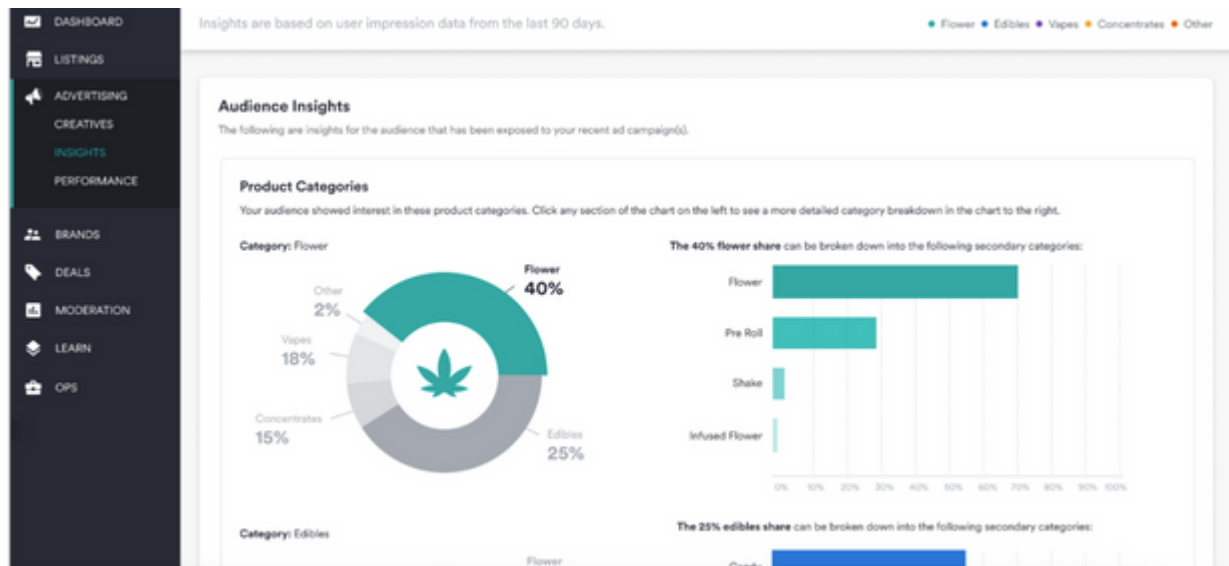 DASHBOARD
LISTINGS
ADVERTISING
CREATIVES
INSIGHTS
PERFORMANCE
BRANDS
DEALS
MODERATION
LEARN
OPS
Insights are based on user impression data from the last 90 days.
Flower Edibles Vapes Concentrates Other
Audience Insights
The following are insights for the audience that has been exposed to your recent ad campaign(s).
Product Categories
Your audience showed interest in these product categories. Click any section of the chart on the left to see a more detailed category breakdown in the chart to the right.
Category: Flower
Flower
40%
Other
2%
Vapes
18%
Concentrates
15%
Edibles
25%
The 40% flower share can be broken down into the following secondary categories:
Flower
Pre Roll
Shake
Infused Flower
0% 10% 20% 30% 40% 50% 60% 70% 80% 90% 100%
Category: Edibles
Flower
The 25% edibles share can be broken down into the following secondary categories:
Candy